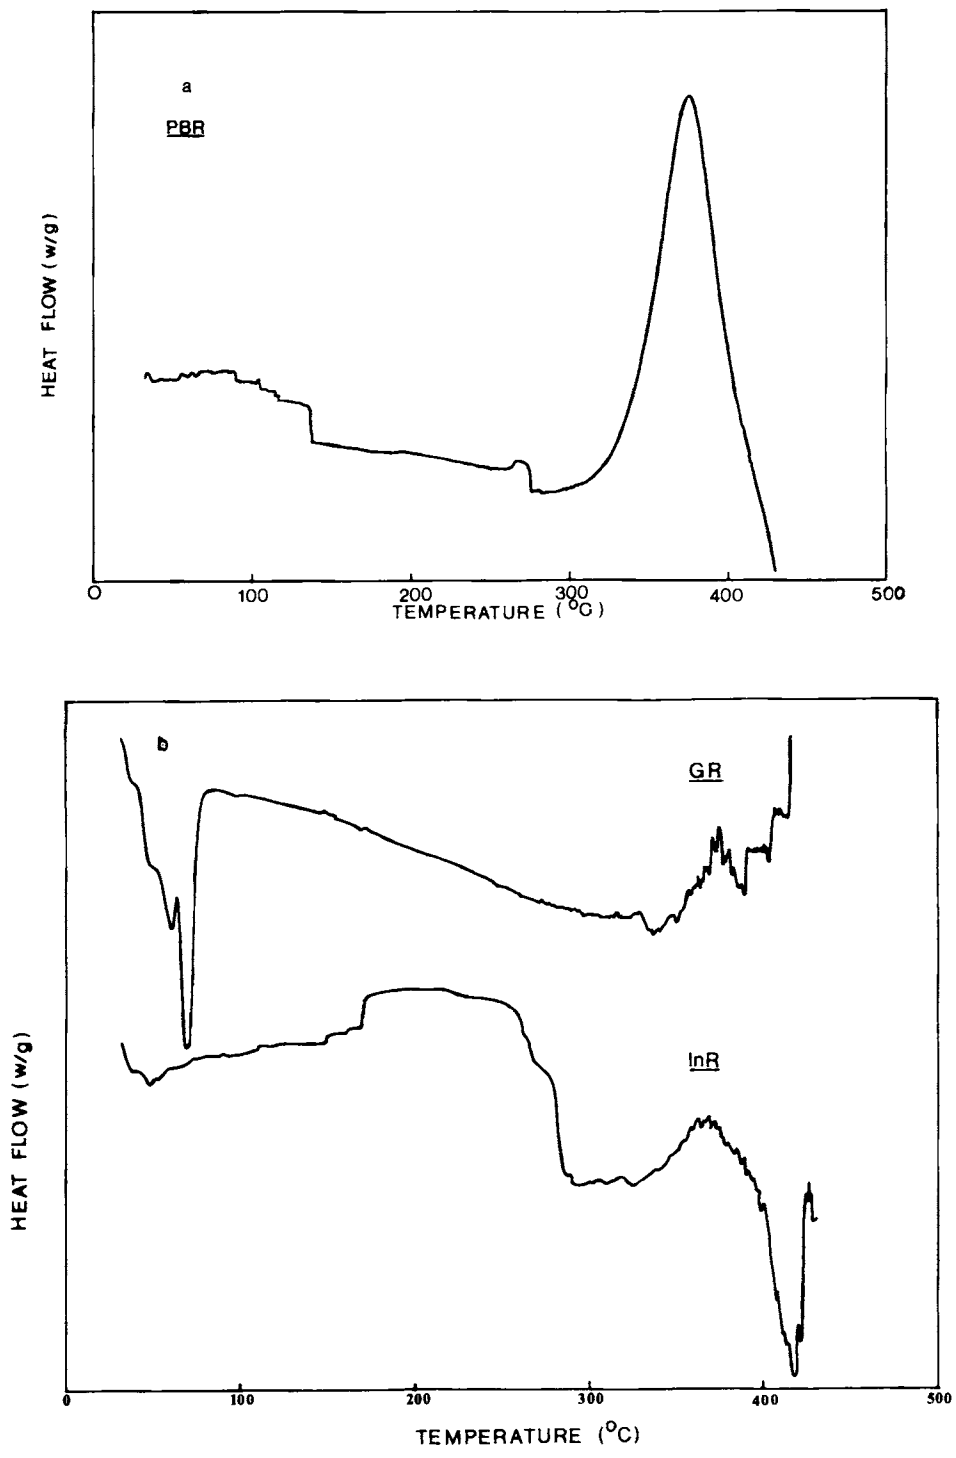 a
PBR
HEAT FLOW (w/g)
0 100 200 300 400 500
TEMPERATURE (°C)
b
GR
InR
HEAT FLOW (w/g)
0 100 200 300 400 500
TEMPERATURE (°C)